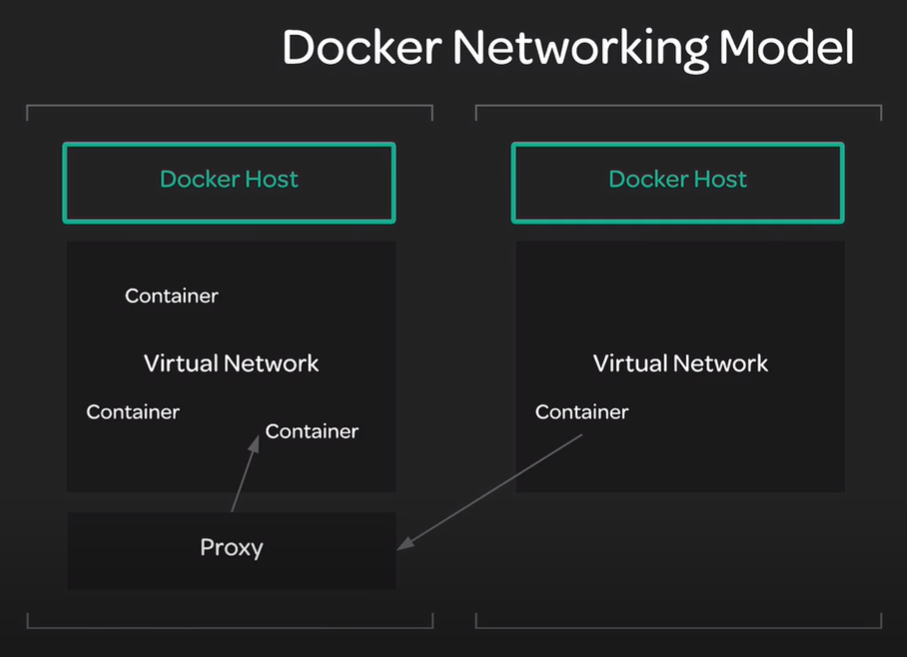 Docker Networking Model
Docker Host
Container
Virtual Network
Container
Container
Proxy
Docker Host
Virtual Network
Container